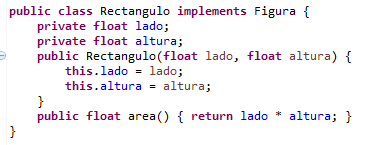 public class Rectangulo implements Figura {
    private float lado;
    private float altura;
    public Rectangulo(float lado, float altura) {
        this.lado = lado;
        this.altura = altura;
    }
    public float area() { return lado * altura; }
}